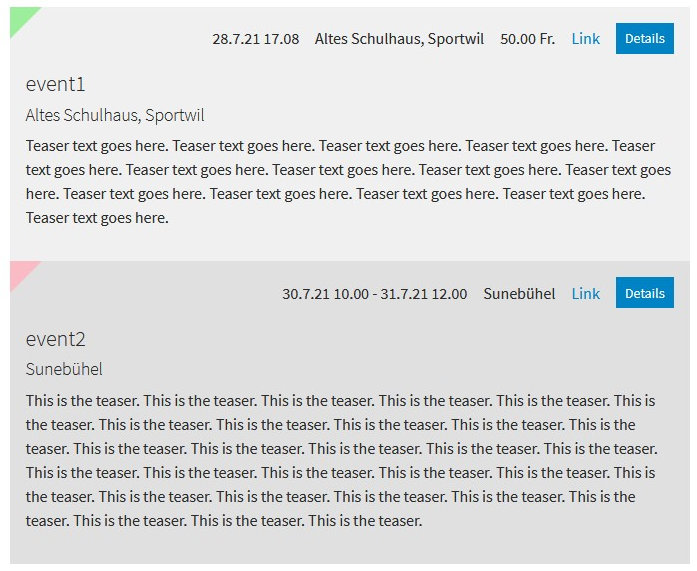 28.7.21 17.08 Altes Schulhaus, Sportwil 50.00 Fr. Link Details
event1
Altes Schulhaus, Sportwil
Teaser text goes here. Teaser text goes here. Teaser text goes here. Teaser text goes here. Teaser
text goes here. Teaser text goes here. Teaser text goes here. Teaser text goes here. Teaser text goes
here. Teaser text goes here. Teaser text goes here. Teaser text goes here. Teaser text goes here.
Teaser text goes here.
30.7.21 10.00 - 31.7.21 12.00 Sunebühel Link Details
event2
Sunebühel
This is the teaser. This is the teaser. This is the teaser. This is the teaser. This is the teaser. This is
the teaser. This is the teaser. This is the teaser. This is the teaser. This is the teaser. This is the
teaser. This is the teaser. This is the teaser. This is the teaser. This is the teaser. This is the teaser.
This is the teaser. This is the teaser. This is the teaser. This is the teaser. This is the teaser. This is
the teaser. This is the teaser. This is the teaser. This is the teaser. This is the teaser. This is the
teaser. This is the teaser. This is the teaser. This is the teaser.